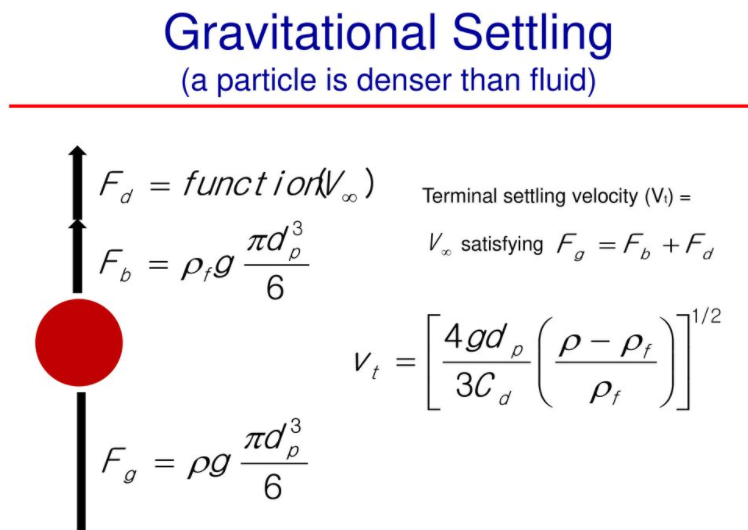 Gravitational Settling
(a particle is denser than fluid)
F_d = function(V_∞)
F_b = ρ_f g πd_p^3 / 6
Terminal settling velocity (V_t) =
V_∞ satisfying F_g = F_b + F_d
v_t = [ 4gd_p / 3C_d ( ρ − ρ_f / ρ_f ) ]^1/2
F_g = ρg πd_p^3 / 6